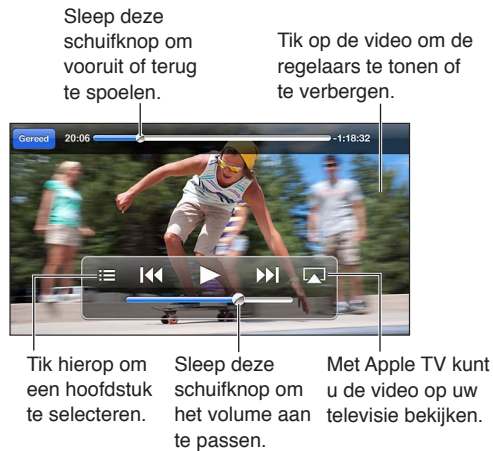 Sleep deze
schuifknop om
vooruit of terug
te spoelen.
Tik op de video om de
regelaars te tonen of
te verbergen.
Gereed 20:06 -1:18:32
Tik hierop om
een hoofdstuk
te selecteren.
Sleep deze
schuifknop om
het volume aan
te passen.
Met Apple TV kunt
u de video op uw
televisie bekijken.